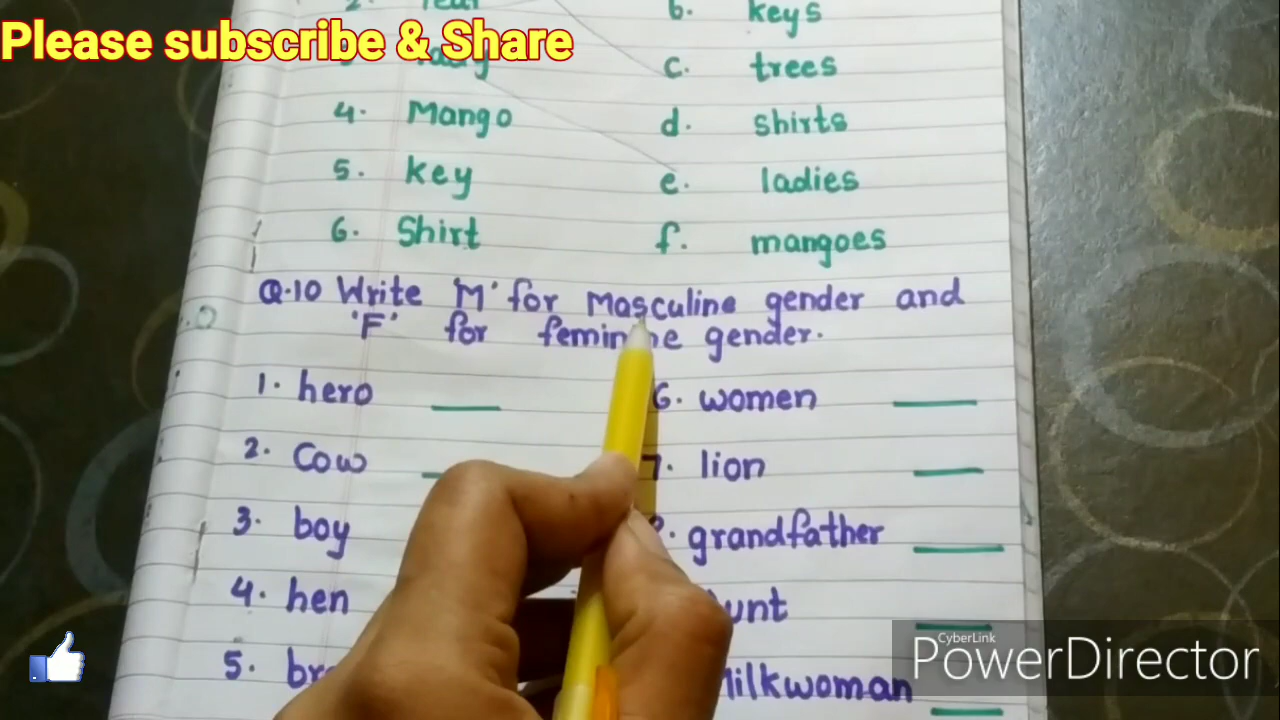 Please subscribe & Share
b. keys
c. trees
4. Mango d. shirts
5. key e. ladies
6. Shirt f. mangoes
Q.10 Write 'M' for Masculine gender and
'F' for feminine gender.
1. hero 6. women
2. Cow 7. lion
3. boy grandfather
4. hen
5.
CyberLink
PowerDirector